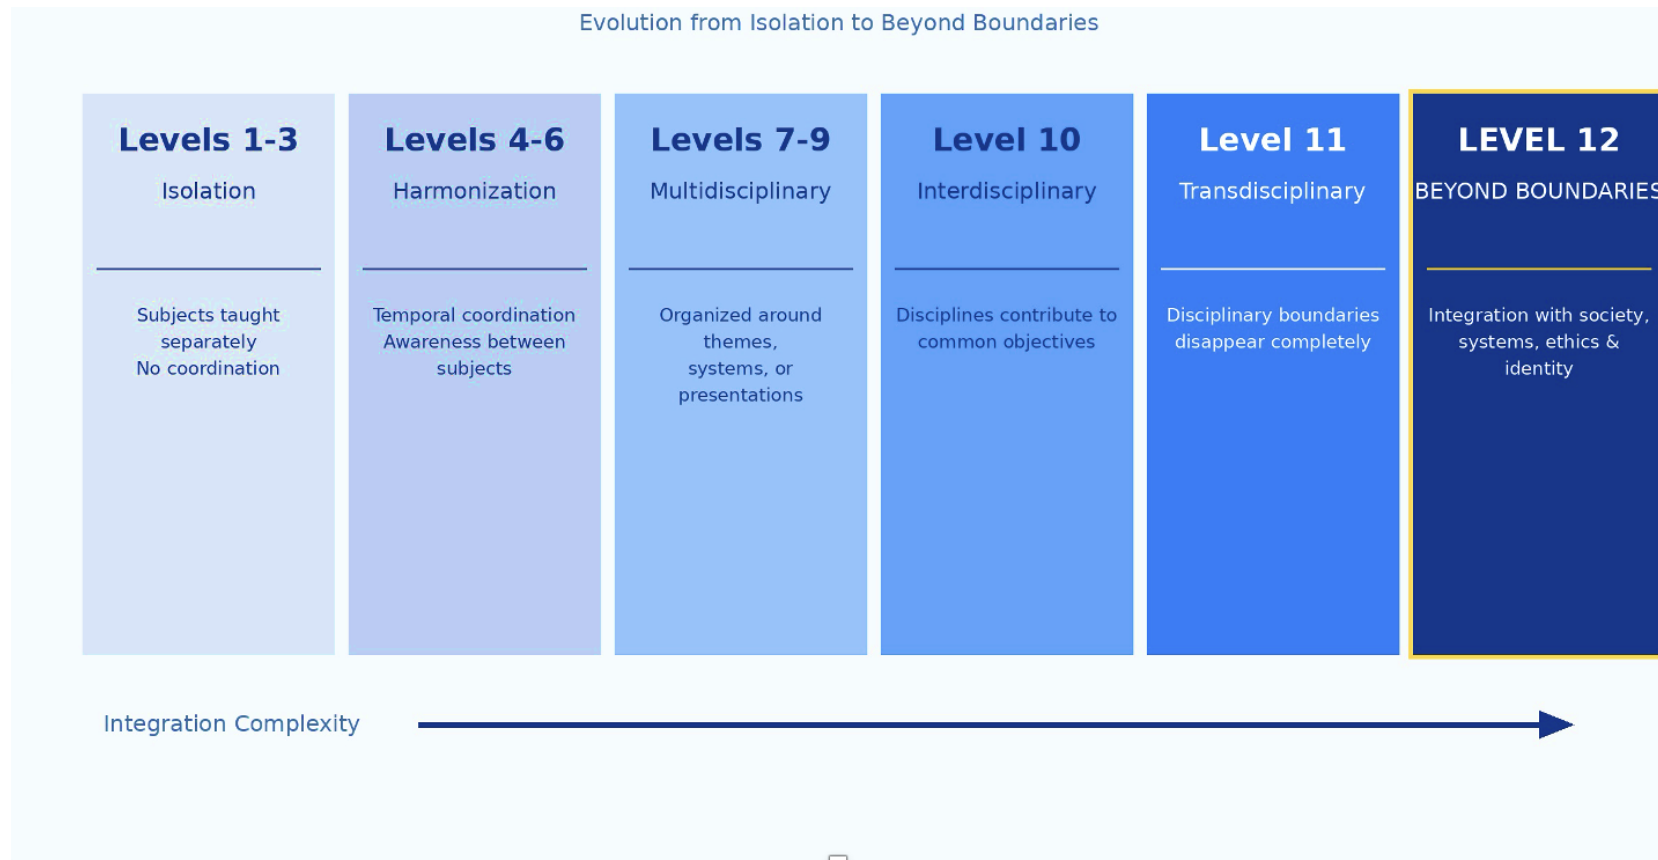 Evolution from Isolation to Beyond Boundaries
Levels 1-3
Isolation
Subjects taught
separately
No coordination
Levels 4-6
Harmonization
Temporal coordination
Awareness between
subjects
Levels 7-9
Multidisciplinary
Organized around
themes,
systems, or
presentations
Level 10
Interdisciplinary
Disciplines contribute to
common objectives
Level 11
Transdisciplinary
Disciplinary boundaries
disappear completely
LEVEL 12
BEYOND BOUNDARIES
Integration with society,
systems, ethics &
identity
Integration Complexity